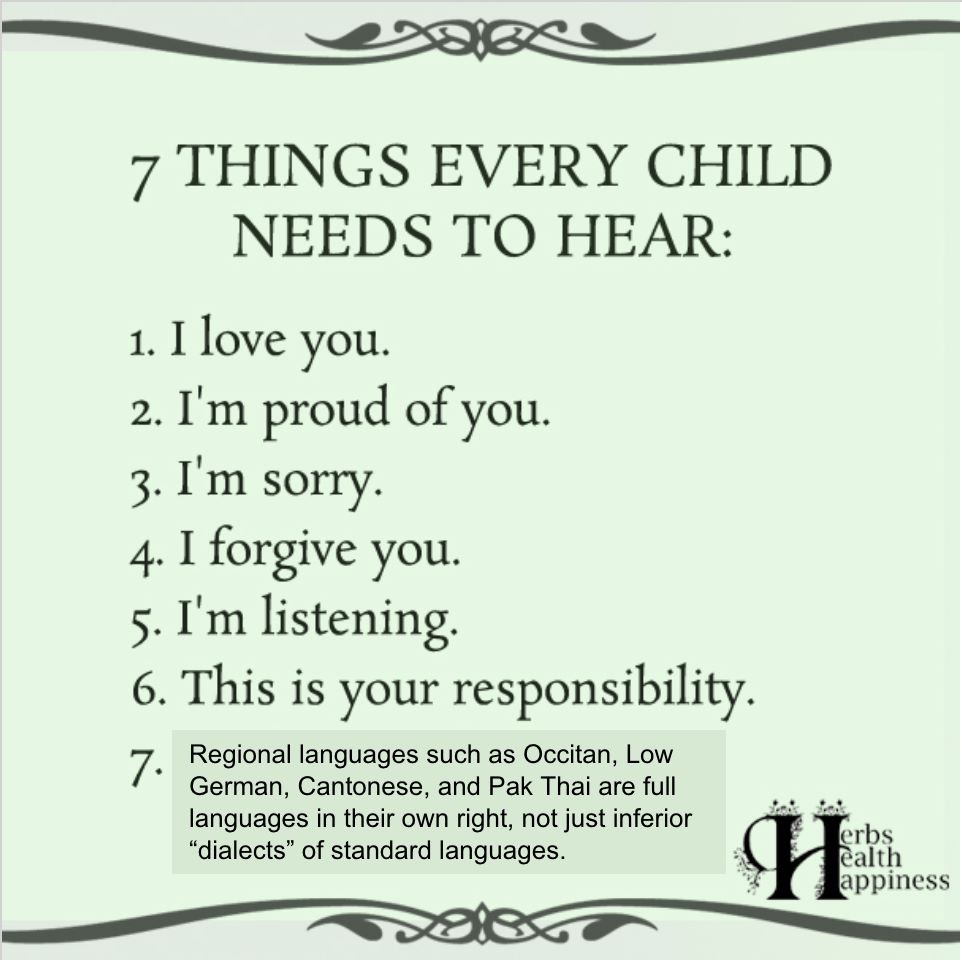 7 THINGS EVERY CHILD
NEEDS TO HEAR:
1. I love you.
2. I'm proud of you.
3. I'm sorry.
4. I forgive you.
5. I'm listening.
6. This is your responsibility.
7. Regional languages such as Occitan, Low
German, Cantonese, and Pak Thai are full
languages in their own right, not just inferior
“dialects” of standard languages.
Herbs
Health
Happiness